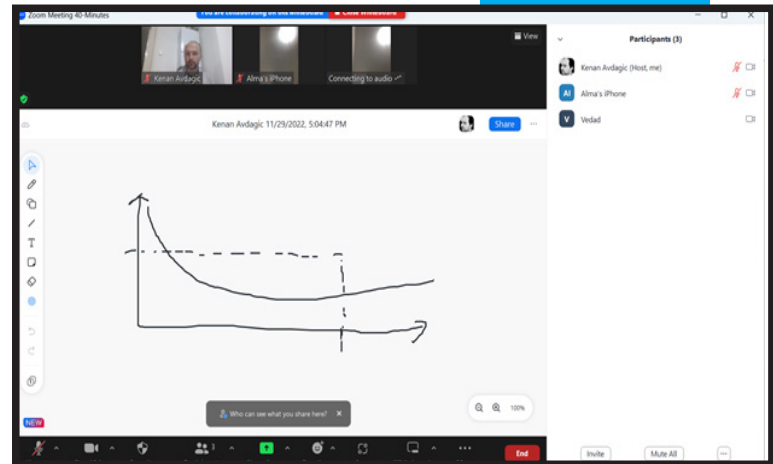 Zoom Meeting 40-Minutes
You are collaborating on this whiteboard
Close Whiteboard
View
Kenan Avdagic
Alma's iPhone
Connecting to audio
Kenan Avdagic 11/29/2022, 5:04:47 PM
Share
T
Who can see what you share here?
100%
NEW
3
End
Participants (3)
Kenan Avdagic (Host, me)
AI
Alma's iPhone
V
Vedad
Invite
Mute All